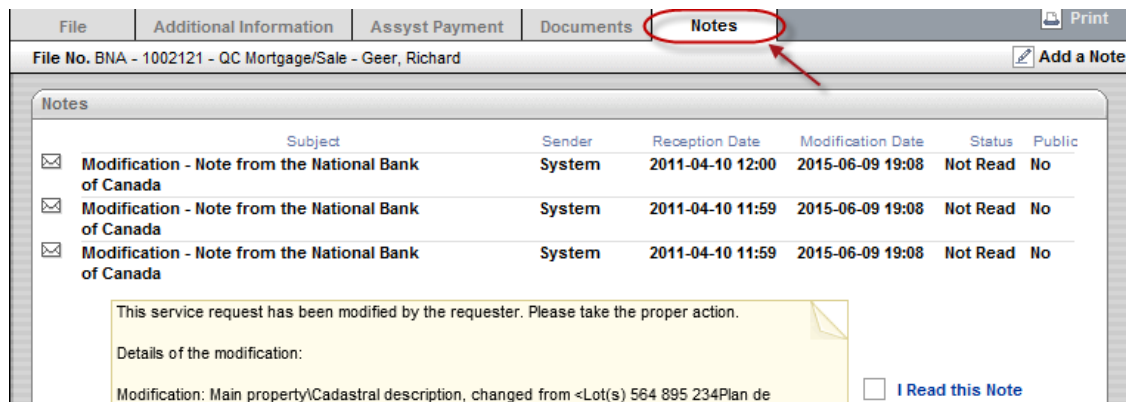 File Additional Information Assyst Payment Documents Notes Print
File No. BNA - 1002121 - QC Mortgage/Sale - Geer, Richard Add a Note
Notes
Subject Sender Reception Date Modification Date Status Public
Modification - Note from the National Bank of Canada System 2011-04-10 12:00 2015-06-09 19:08 Not Read No
Modification - Note from the National Bank of Canada System 2011-04-10 11:59 2015-06-09 19:08 Not Read No
Modification - Note from the National Bank of Canada System 2011-04-10 11:59 2015-06-09 19:08 Not Read No
This service request has been modified by the requester. Please take the proper action.
Details of the modification:
Modification: Main property\Cadastral description, changed from <Lot(s) 564 895 234Plan de
I Read this Note